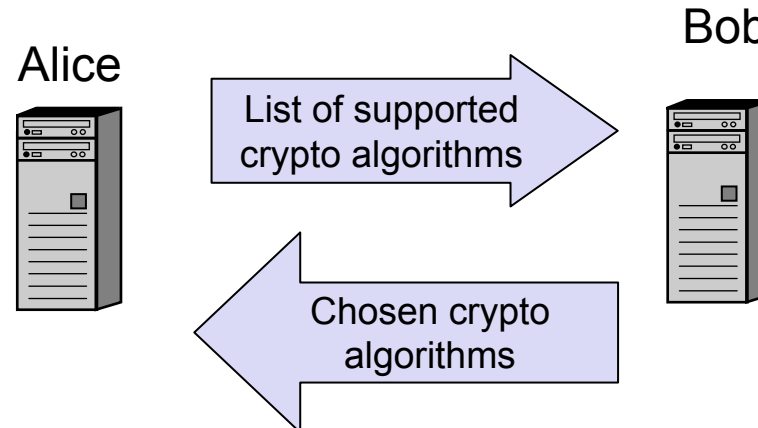 Alice
Bob
List of supported
crypto algorithms
Chosen crypto
algorithms